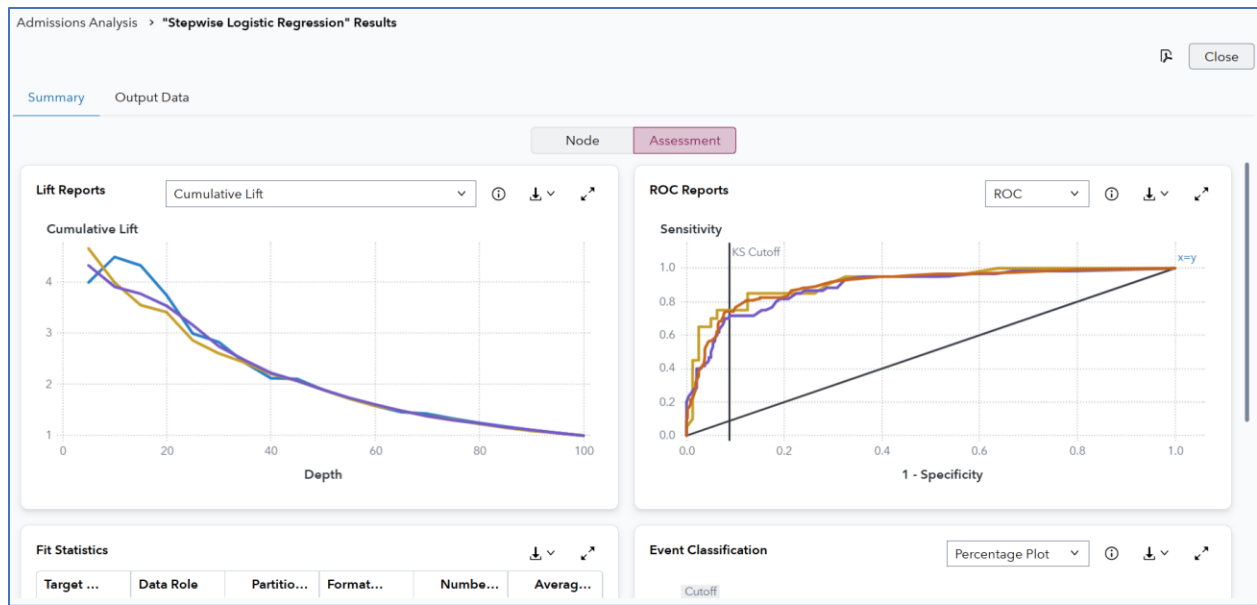 Admissions Analysis > "Stepwise Logistic Regression" Results
Close
Summary Output Data
Node Assessment
Lift Reports Cumulative Lift
Cumulative Lift
4
3
2
1
0 20 40 60 80 100
Depth
ROC Reports ROC
Sensitivity
KS Cutoff
x=y
1.0
0.8
0.6
0.4
0.2
0.0
0.0 0.2 0.4 0.6 0.8 1.0
1 - Specificity
Fit Statistics
Target ... Data Role Partitio... Format... Numbe... Averag...
Event Classification Percentage Plot
Cutoff